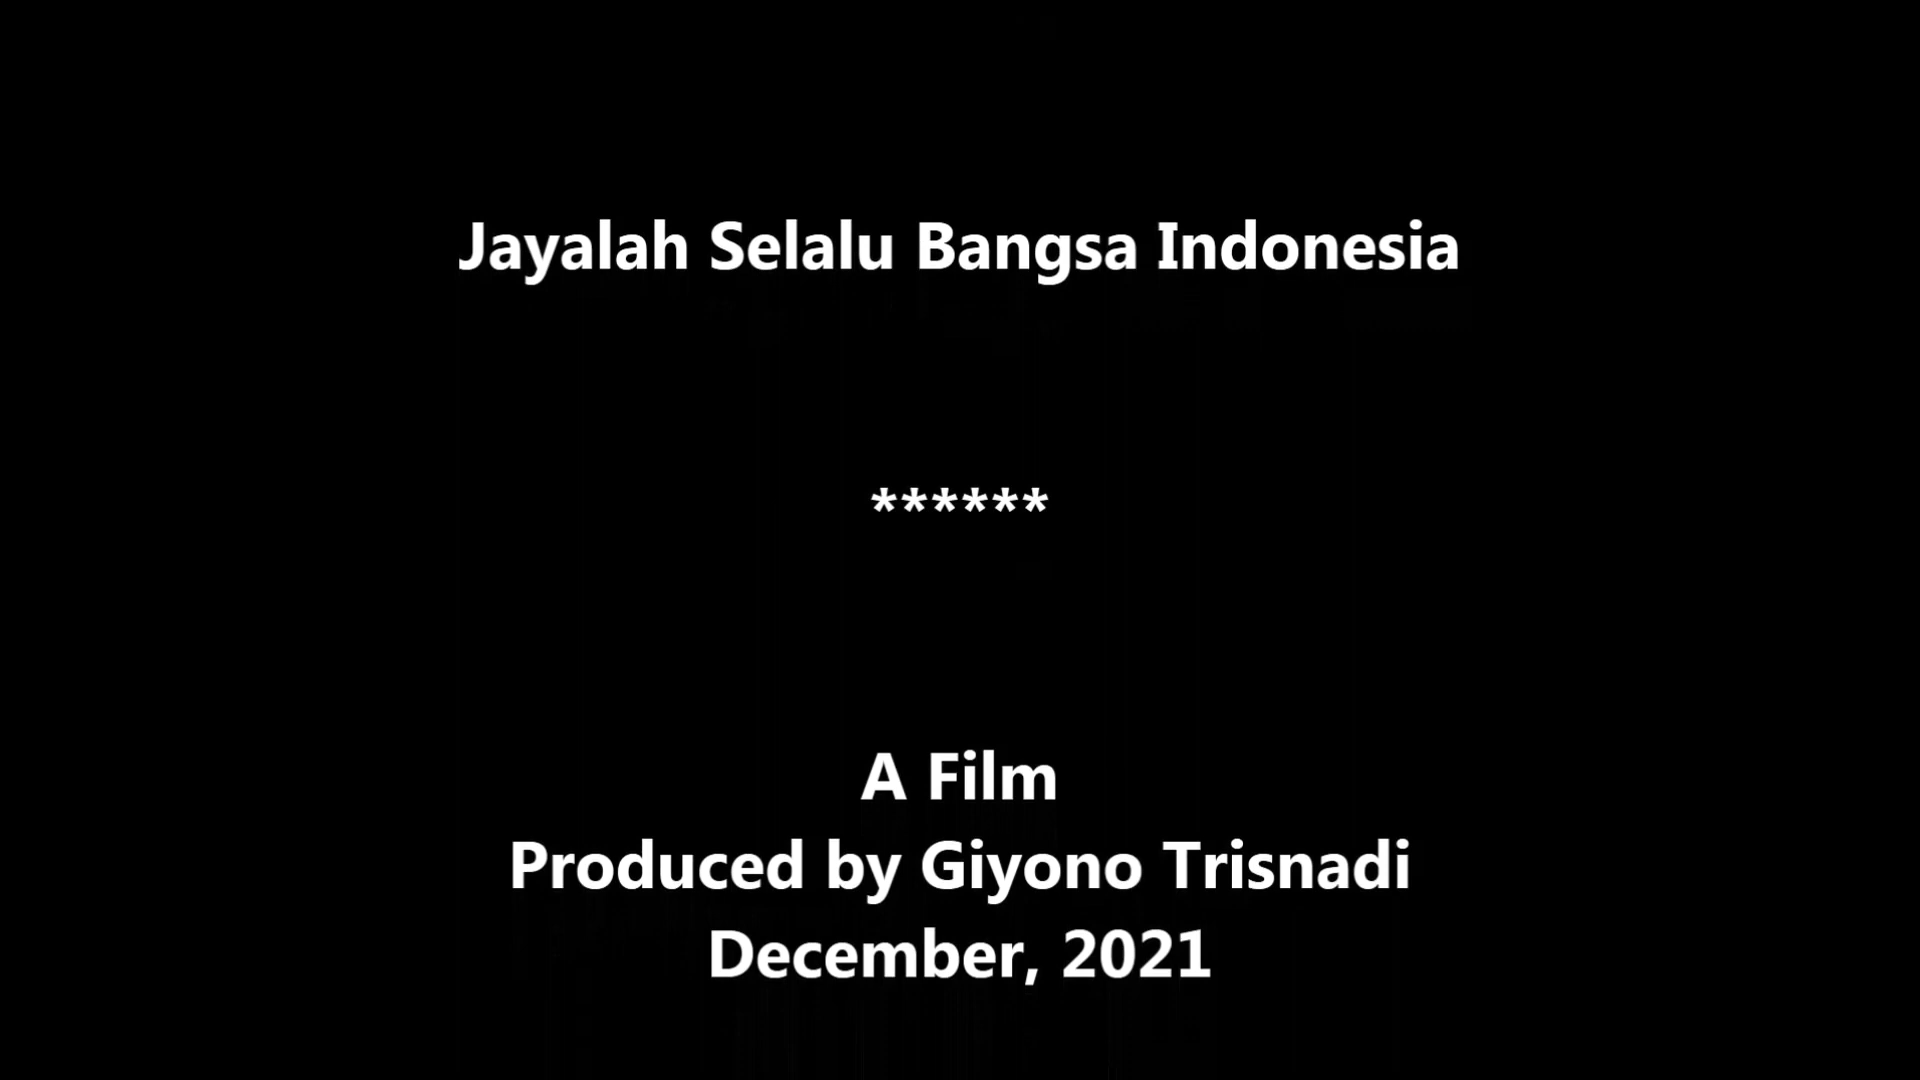 Jayalah Selalu Bangsa Indonesia
******
A Film
Produced by Giyono Trisnadi
December, 2021